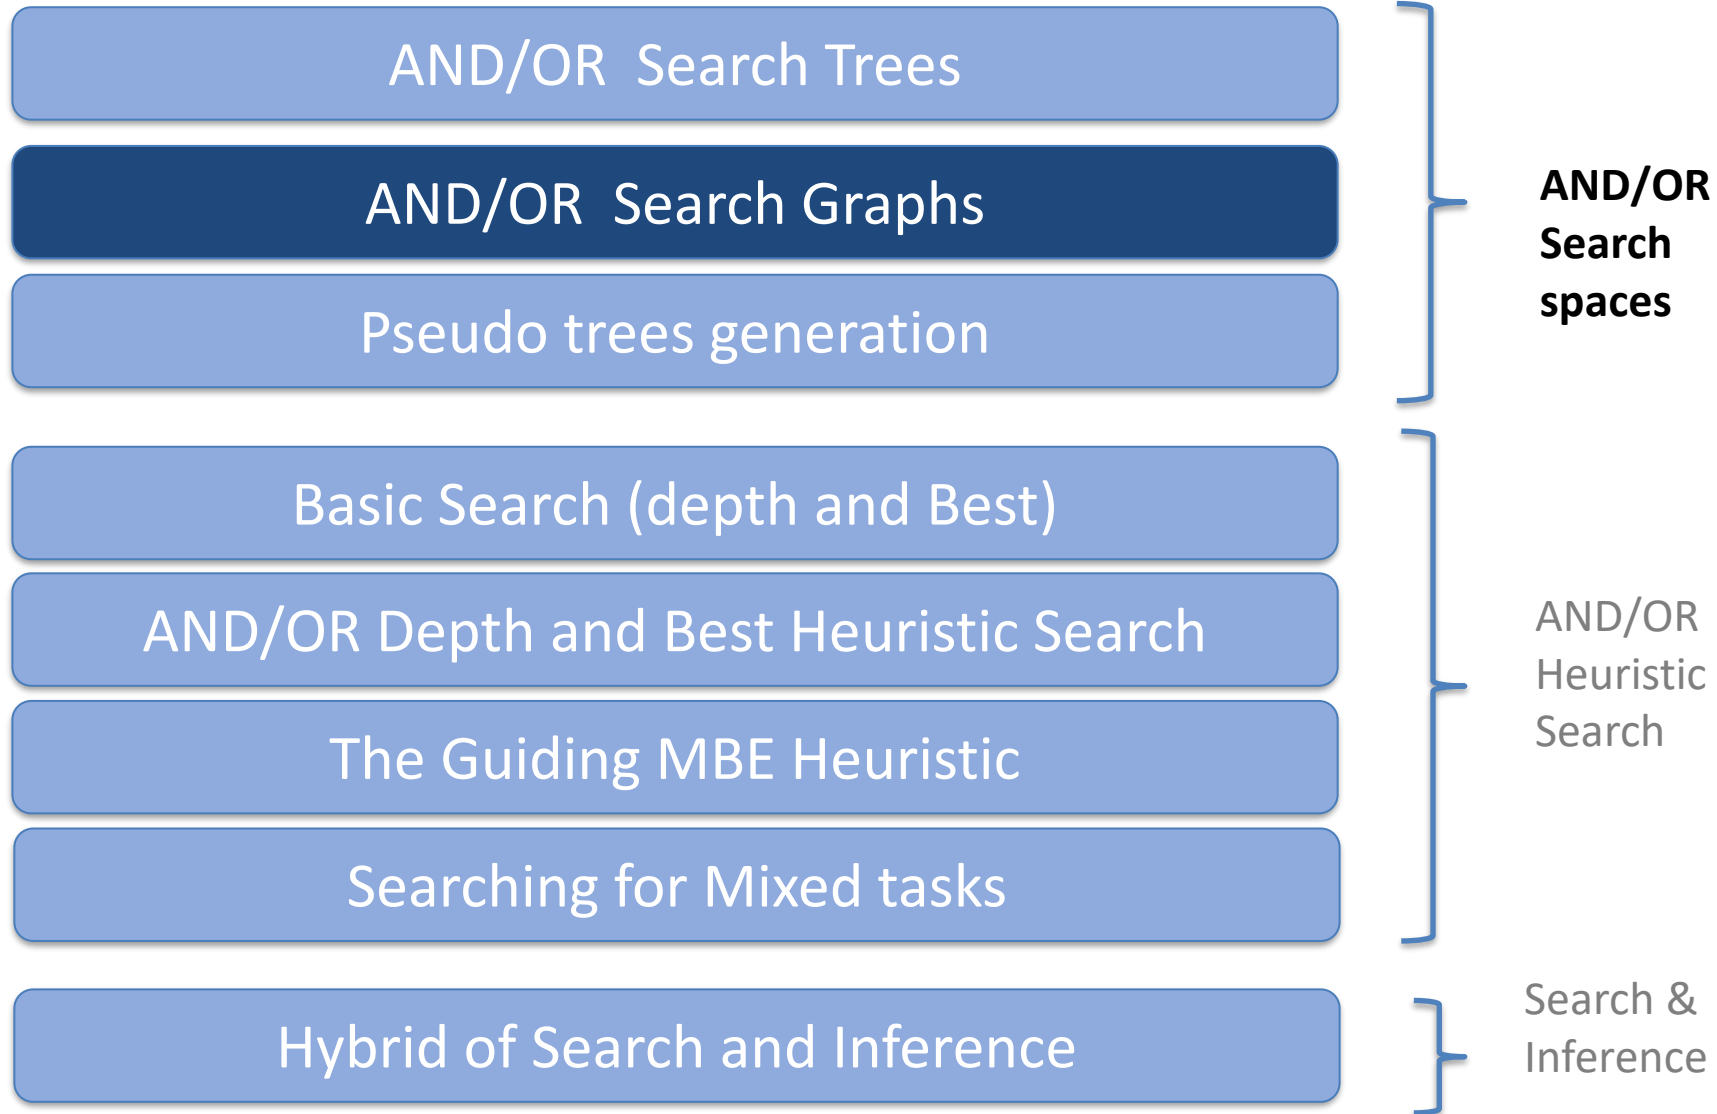 AND/OR  Search Trees
AND/OR  Search Graphs
Pseudo trees generation
AND/OR
Search
spaces
Basic Search (depth and Best)
AND/OR Depth and Best Heuristic Search
The Guiding MBE Heuristic
Searching for Mixed tasks
AND/OR
Heuristic
Search
Hybrid of Search and Inference
Search &
Inference